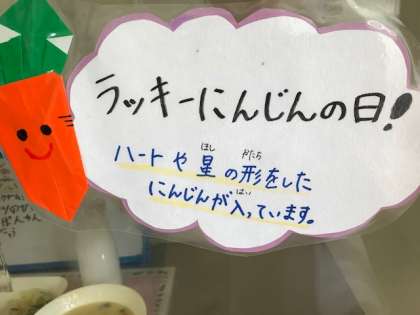 ラッキーにんじんの日!
ハートや星の形をした
にんじんが入っています。